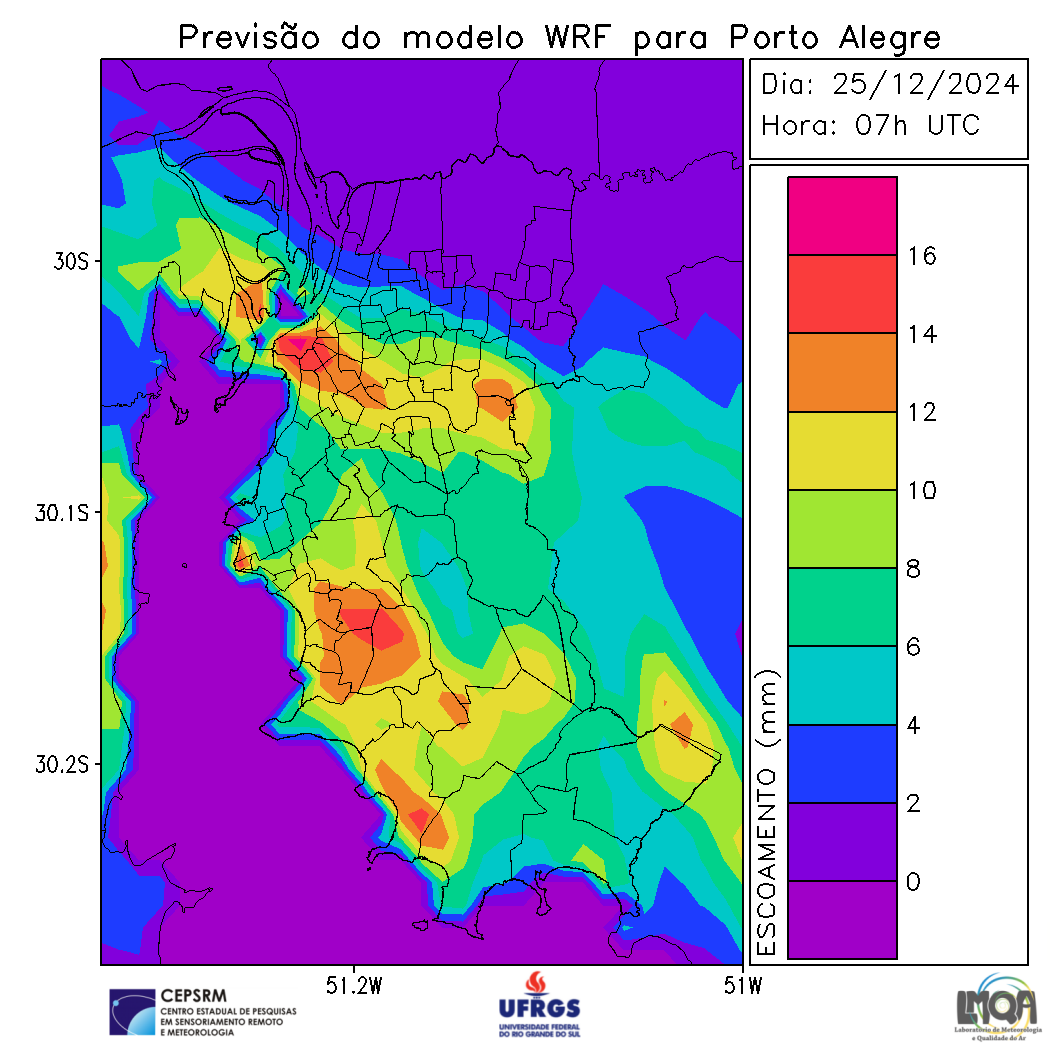 Previsão do modelo WRF para Porto Alegre
Dia: 25/12/2024
Hora: 07h UTC
16
14
12
10
8
6
4
2
0
ESCOAMENTO (mm)
30S
30.1S
30.2S
51.2W
51W
CEPSRM
CENTRO ESTADUAL DE PESQUISAS
EM SENSORIAMENTO REMOTO
E METEOROLOGIA
UFRGS
UNIVERSIDADE FEDERAL
DO RIO GRANDE DO SUL
LMQA
Laboratório de Meteorologia
e Qualidade do Ar